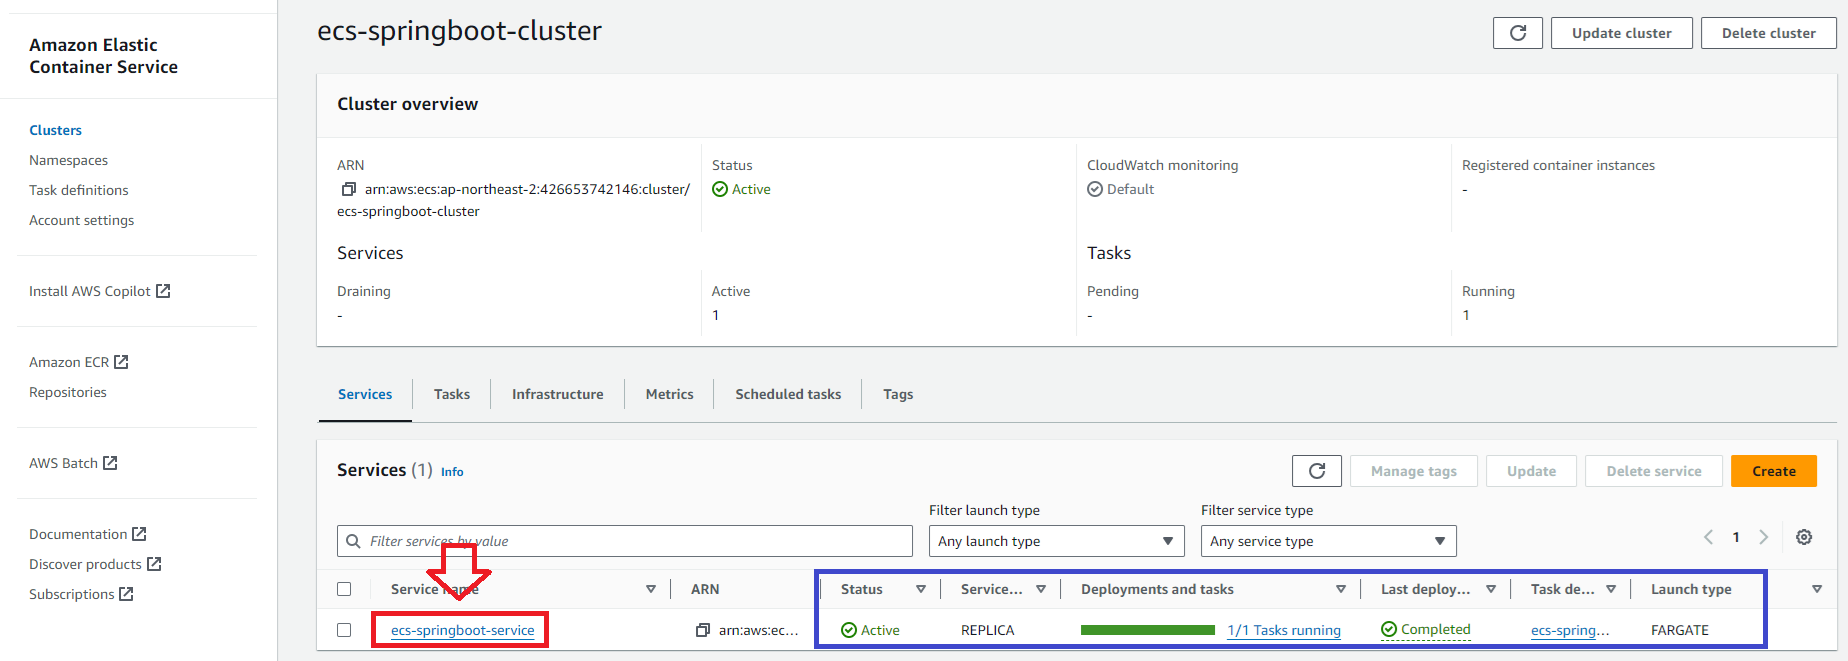 Amazon Elastic
Container Service
Clusters
Namespaces
Task definitions
Account settings
Install AWS Copilot
Amazon ECR
Repositories
AWS Batch
Documentation
Discover products
Subscriptions
ecs-springboot-cluster
Update cluster
Delete cluster
Cluster overview
ARN
arn:aws:ecs:ap-northeast-2:426653742146:cluster/
ecs-springboot-cluster
Status
Active
CloudWatch monitoring
Default
Registered container instances
-
Services
Draining
-
Active
1
Tasks
Pending
-
Running
1
Services Tasks Infrastructure Metrics Scheduled tasks Tags
Services (1) Info
Manage tags Update Delete service Create
Filter launch type
Filter service type
Filter services by value
Any launch type
Any service type
1
Service name ARN Status Service... Deployments and tasks Last deploy... Task de... Launch type
ecs-springboot-service arn:aws:ec... Active REPLICA 1/1 Tasks running Completed ecs-spring... FARGATE